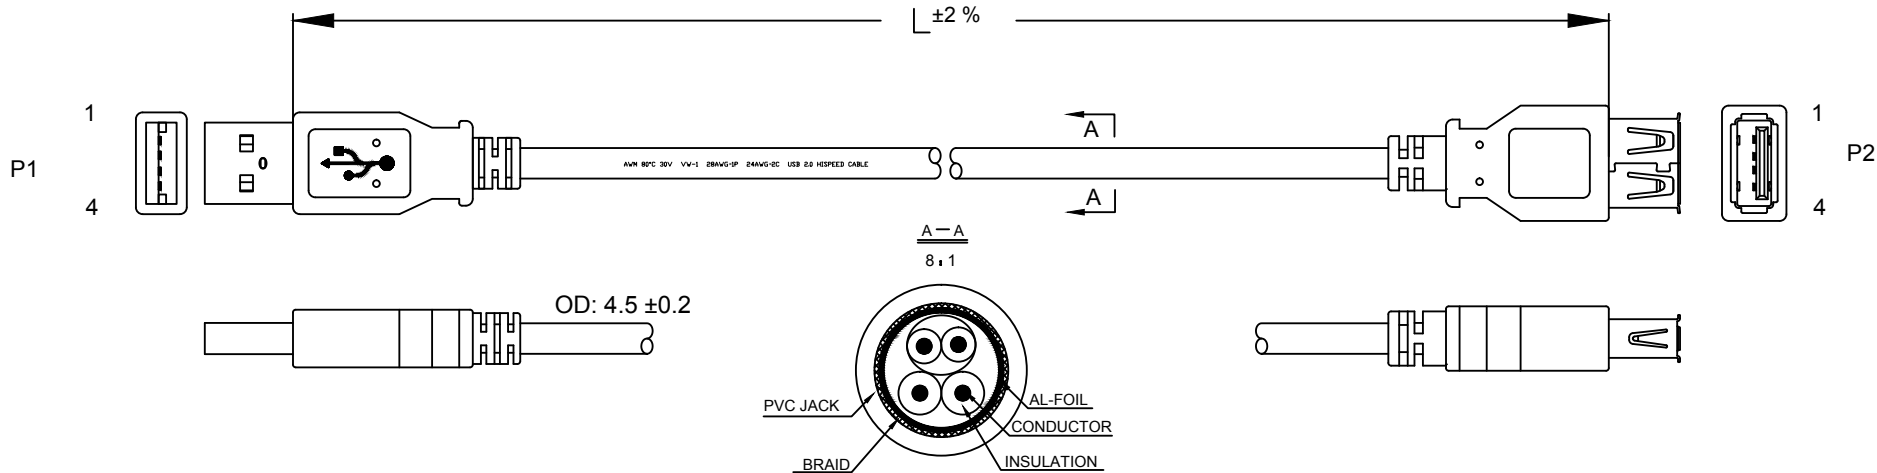 L ±2 %
1
1
A
P1
P2
AWM 80°C 30V VW-1 28AWG-1P 24AWG-2C USB 2.0 HISPEED CABLE
A
4
4
A — A
8:1
OD: 4.5 ±0.2
PVC JACK
AL-FOIL
CONDUCTOR
BRAID
INSULATION